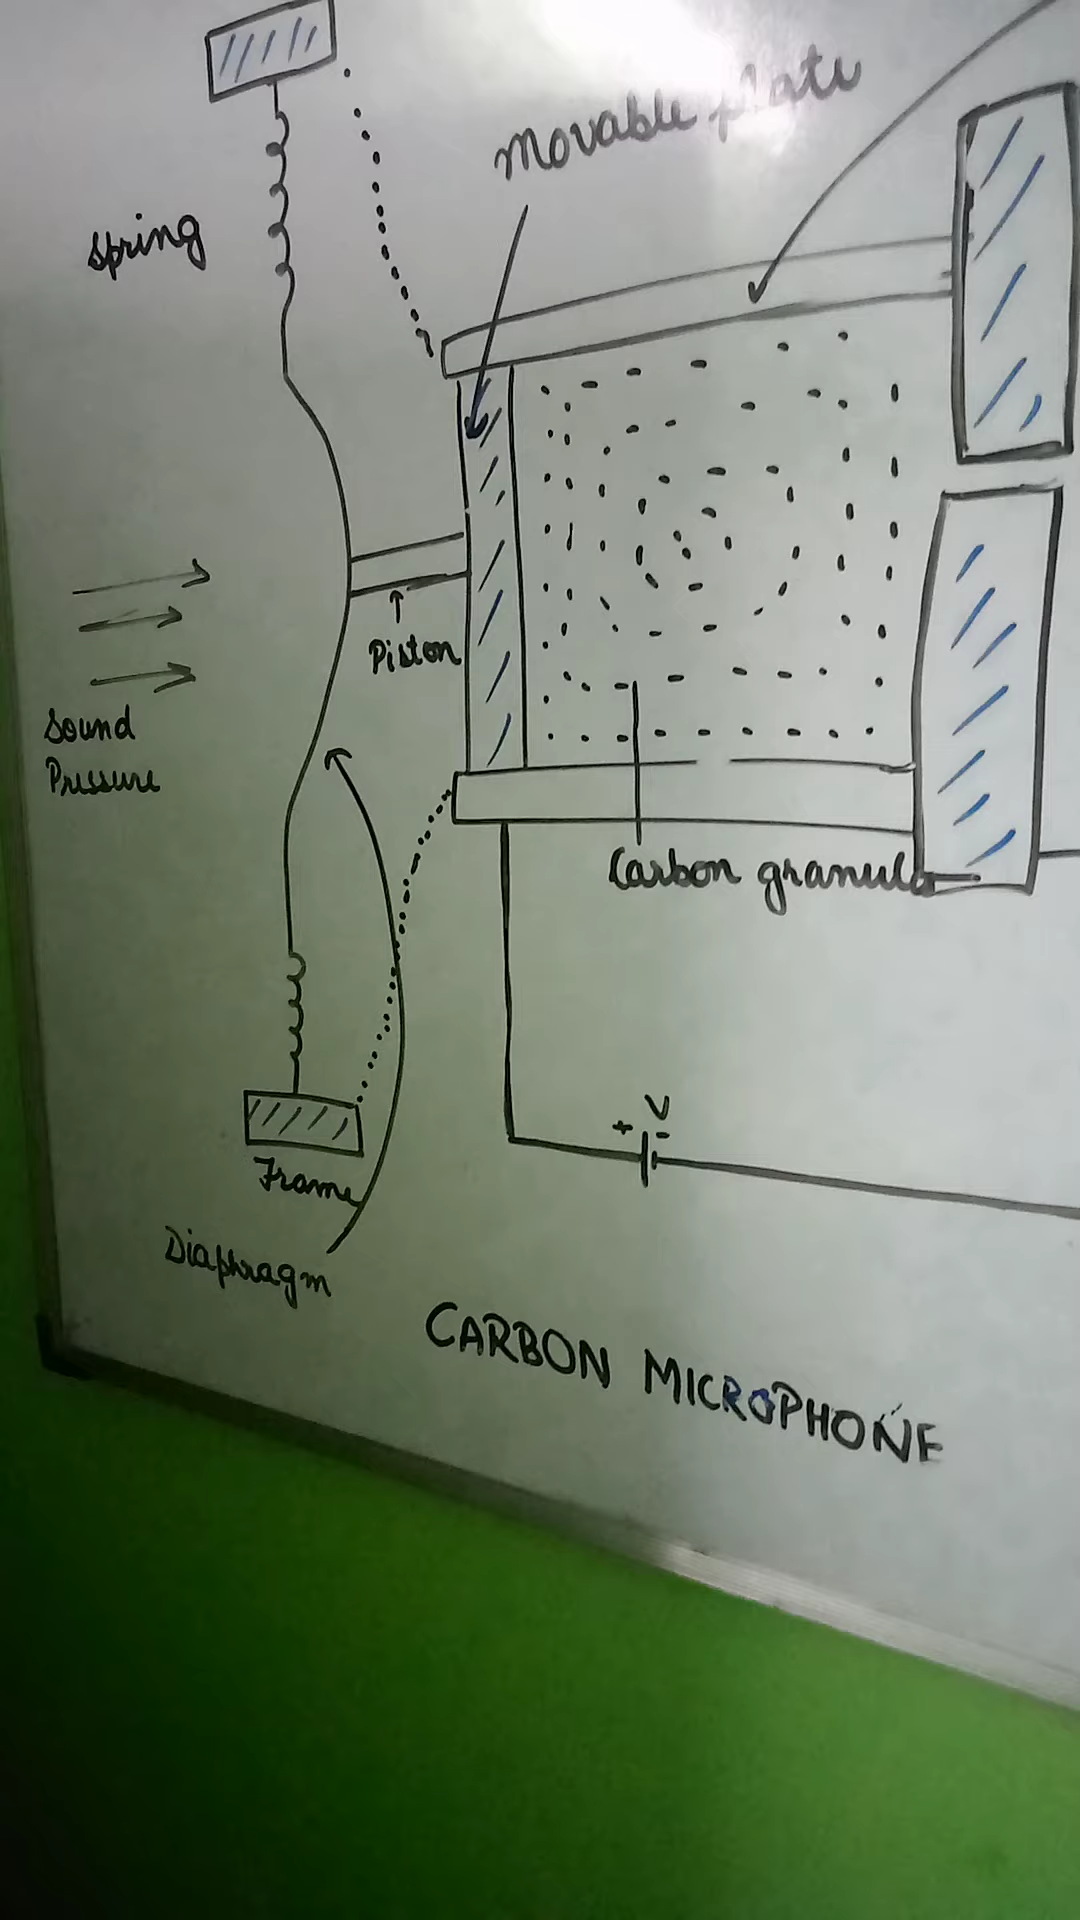 Movable plate
Spring
Piston
Sound
Pressure
Carbon granule
+ V -
Frame
Diaphragm
CARBON MICROPHONE